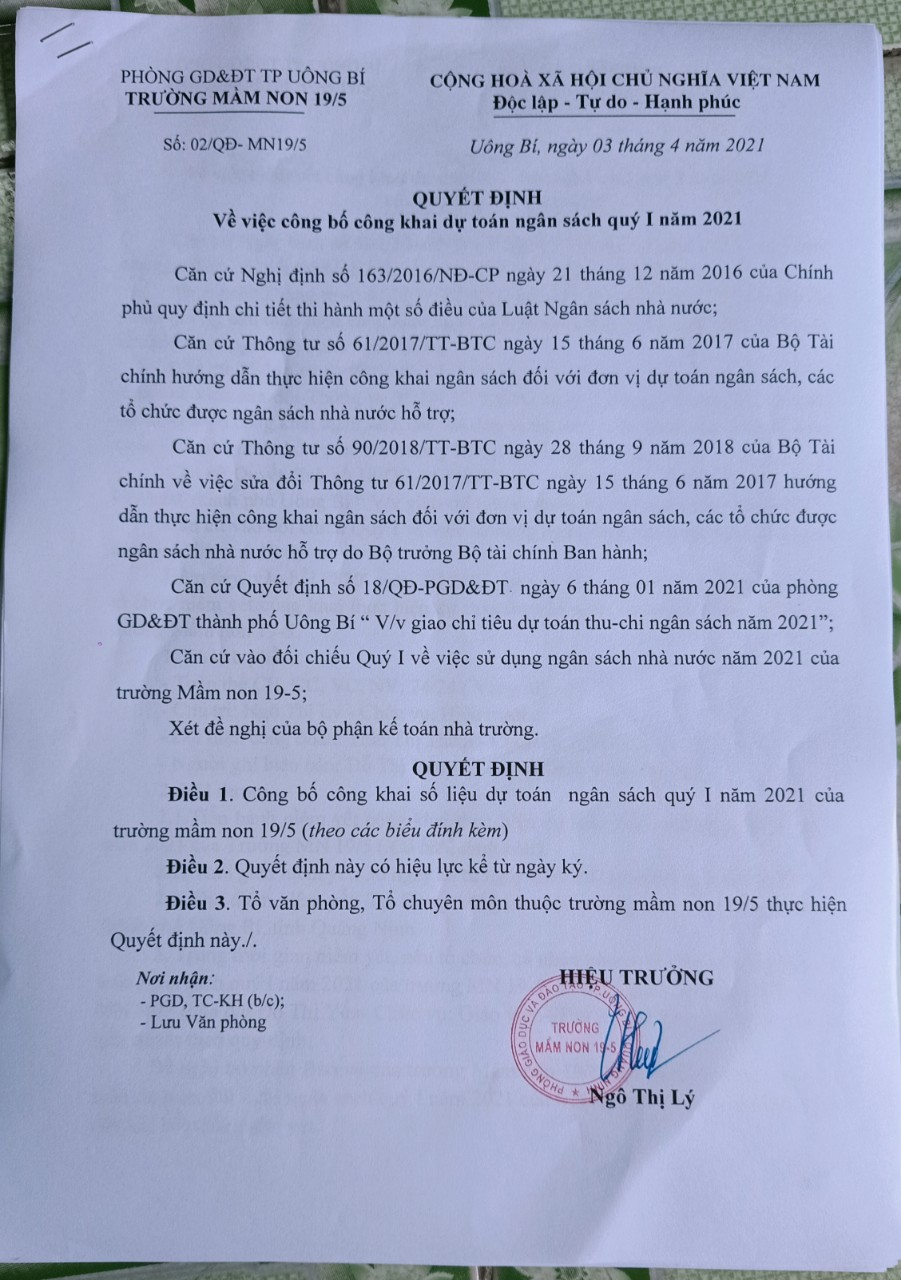 PHÒNG GD&ĐT TP UÔNG BÍ
TRƯỜNG MẦM NON 19/5
CỘNG HOÀ XÃ HỘI CHỦ NGHĨA VIỆT NAM
Độc lập - Tự do - Hạnh phúc
Số: 02/QĐ- MN19/5
Uông Bí, ngày 03 tháng 4 năm 2021
QUYẾT ĐỊNH
Về việc công bố công khai dự toán ngân sách quý I năm 2021
Căn cứ Nghị định số 163/2016/NĐ-CP ngày 21 tháng 12 năm 2016 của Chính
phủ quy định chi tiết thi hành một số điều của Luật Ngân sách nhà nước;
Căn cứ Thông tư số 61/2017/TT-BTC ngày 15 tháng 6 năm 2017 của Bộ Tài
chính hướng dẫn thực hiện công khai ngân sách đối với đơn vị dự toán ngân sách, các
tổ chức được ngân sách nhà nước hỗ trợ;
Căn cứ Thông tư số 90/2018/TT-BTC ngày 28 tháng 9 năm 2018 của Bộ Tài
chính về việc sửa đổi Thông tư 61/2017/TT-BTC ngày 15 tháng 6 năm 2017 hướng
dẫn thực hiện công khai ngân sách đối với đơn vị dự toán ngân sách, các tổ chức được
ngân sách nhà nước hỗ trợ do Bộ trưởng Bộ tài chính Ban hành;
Căn cứ Quyết định số 18/QĐ-PGD&ĐT ngày 6 tháng 01 năm 2021 của phòng
GD&ĐT thành phố Uông Bí “ V/v giao chi tiêu dự toán thu-chi ngân sách năm 2021”;
Căn cứ vào đối chiếu Quý I về việc sử dụng ngân sách nhà nước năm 2021 của
trường Mầm non 19-5;
Xét đề nghị của bộ phận kế toán nhà trường.
QUYẾT ĐỊNH
Điều 1. Công bố công khai số liệu dự toán ngân sách quý I năm 2021 của
trường mầm non 19/5 (theo các biểu đính kèm)
Điều 2. Quyết định này có hiệu lực kể từ ngày ký.
Điều 3. Tổ văn phòng, Tổ chuyên môn thuộc trường mầm non 19/5 thực hiện
Quyết định này./.
Nơi nhận:
- PGD, TC-KH (b/c);
- Lưu Văn phòng
HIỆU TRƯỞNG
PHÒNG GIÁO DỤC VÀ ĐÀO TẠO TP.UÔNG BÍ
TRƯỜNG
MẦM NON 19-5
Ngô Thị Lý